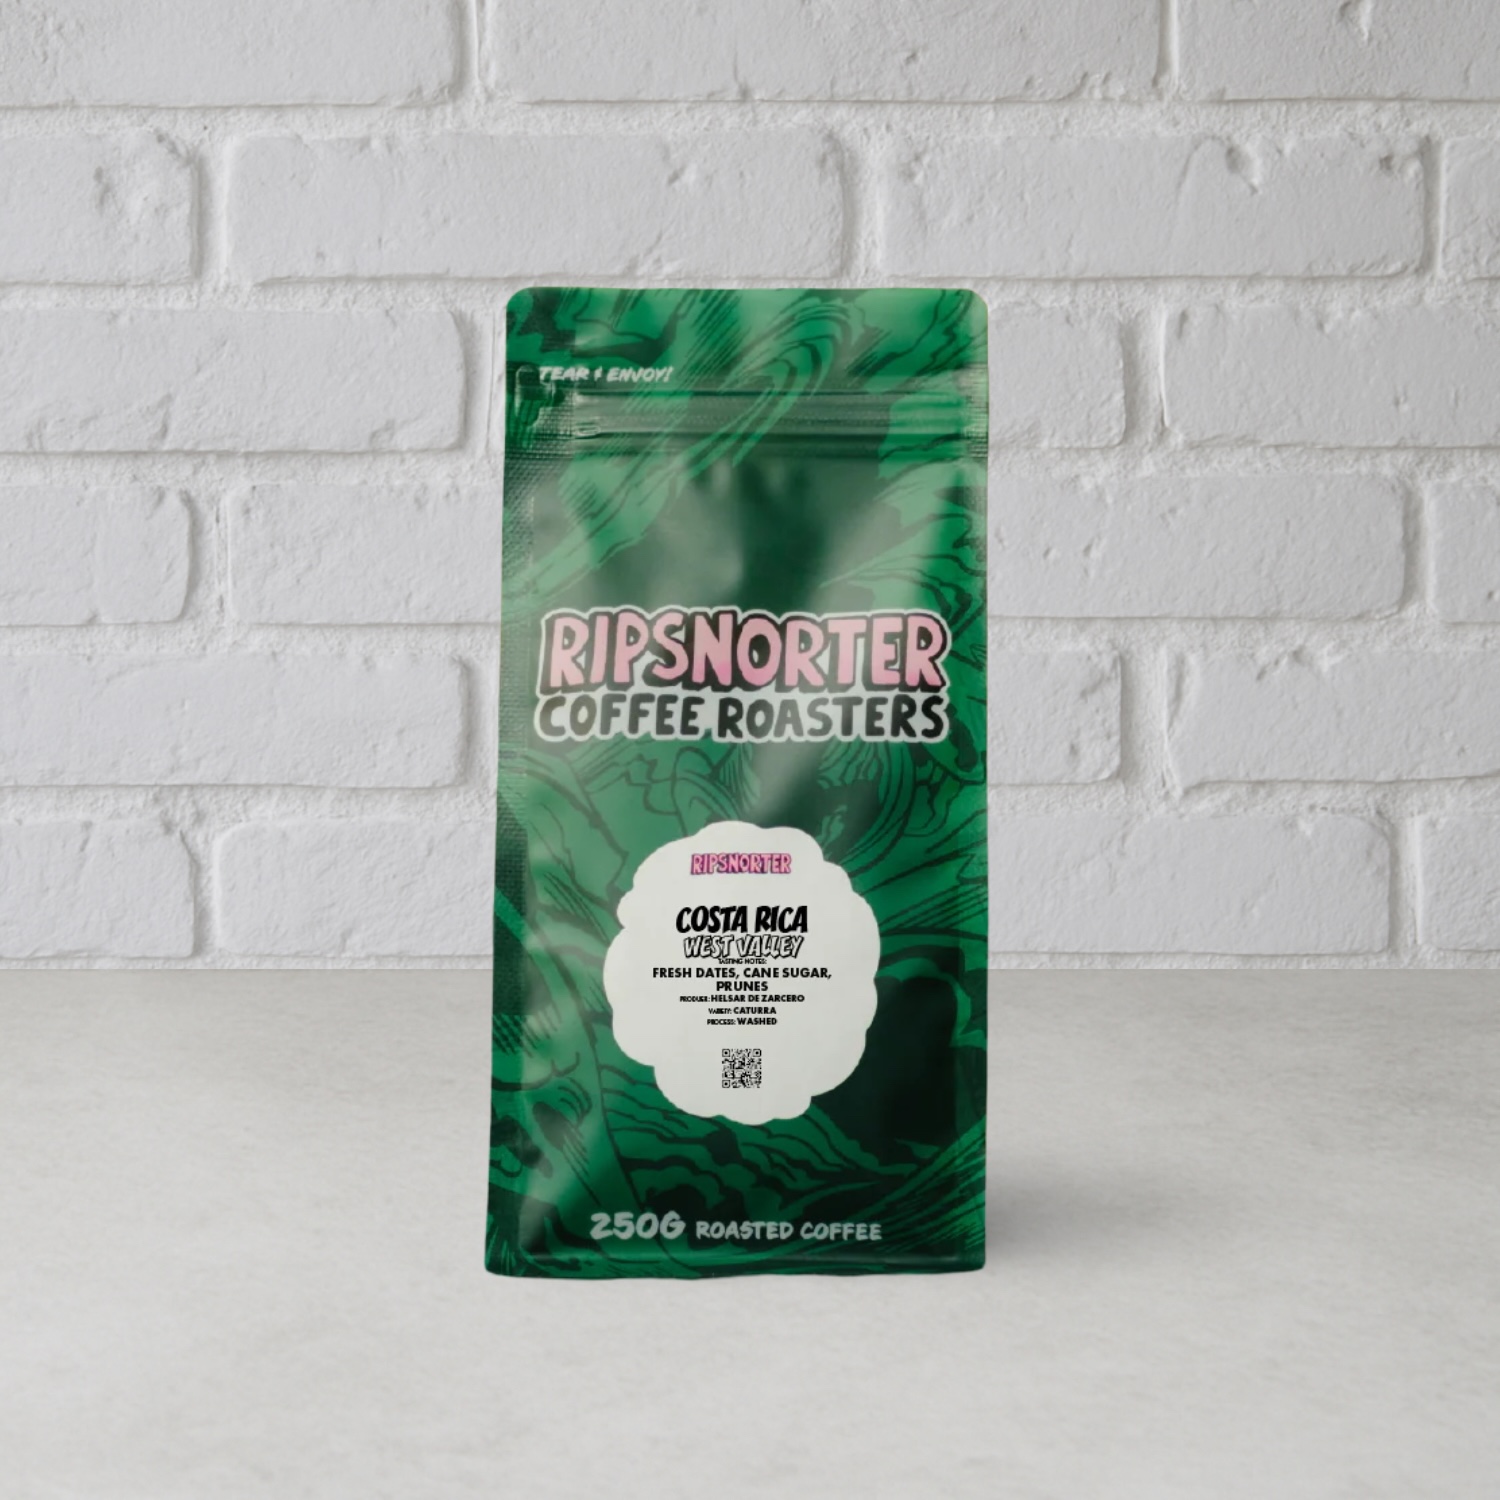 TEAR & ENJOY!
RIPSNORTER
COFFEE ROASTERS
RIPSNORTER
COSTA RICA
WEST VALLEY
TASTING NOTES:
FRESH DATES, CANE SUGAR,
PRUNES
PRODUER: HELSAR DE ZARCERO
VARIETY: CATURRA
PROCESS: WASHED
250G ROASTED COFFEE